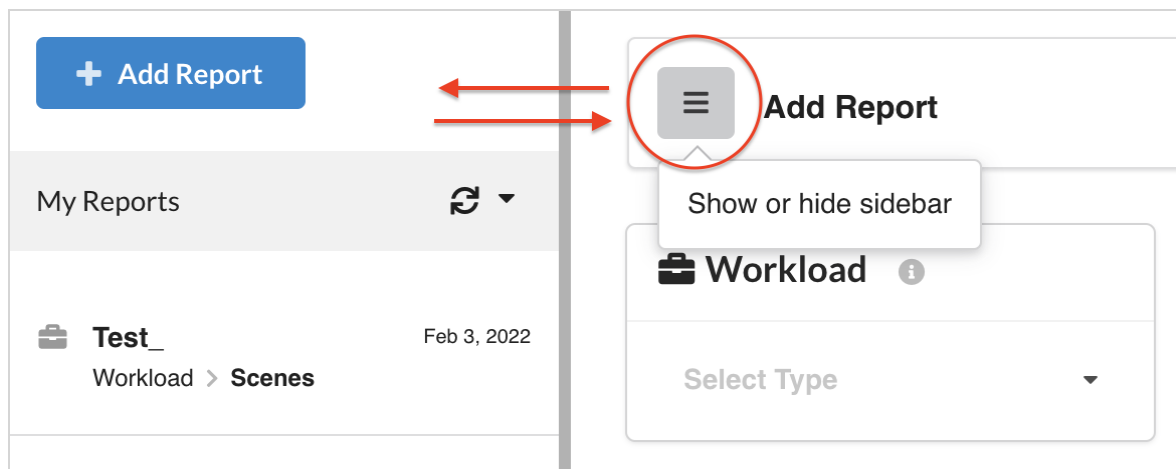 Add Report
My Reports
Test_
Feb 3, 2022
Workload > Scenes
Add Report
Show or hide sidebar
Workload
Select Type